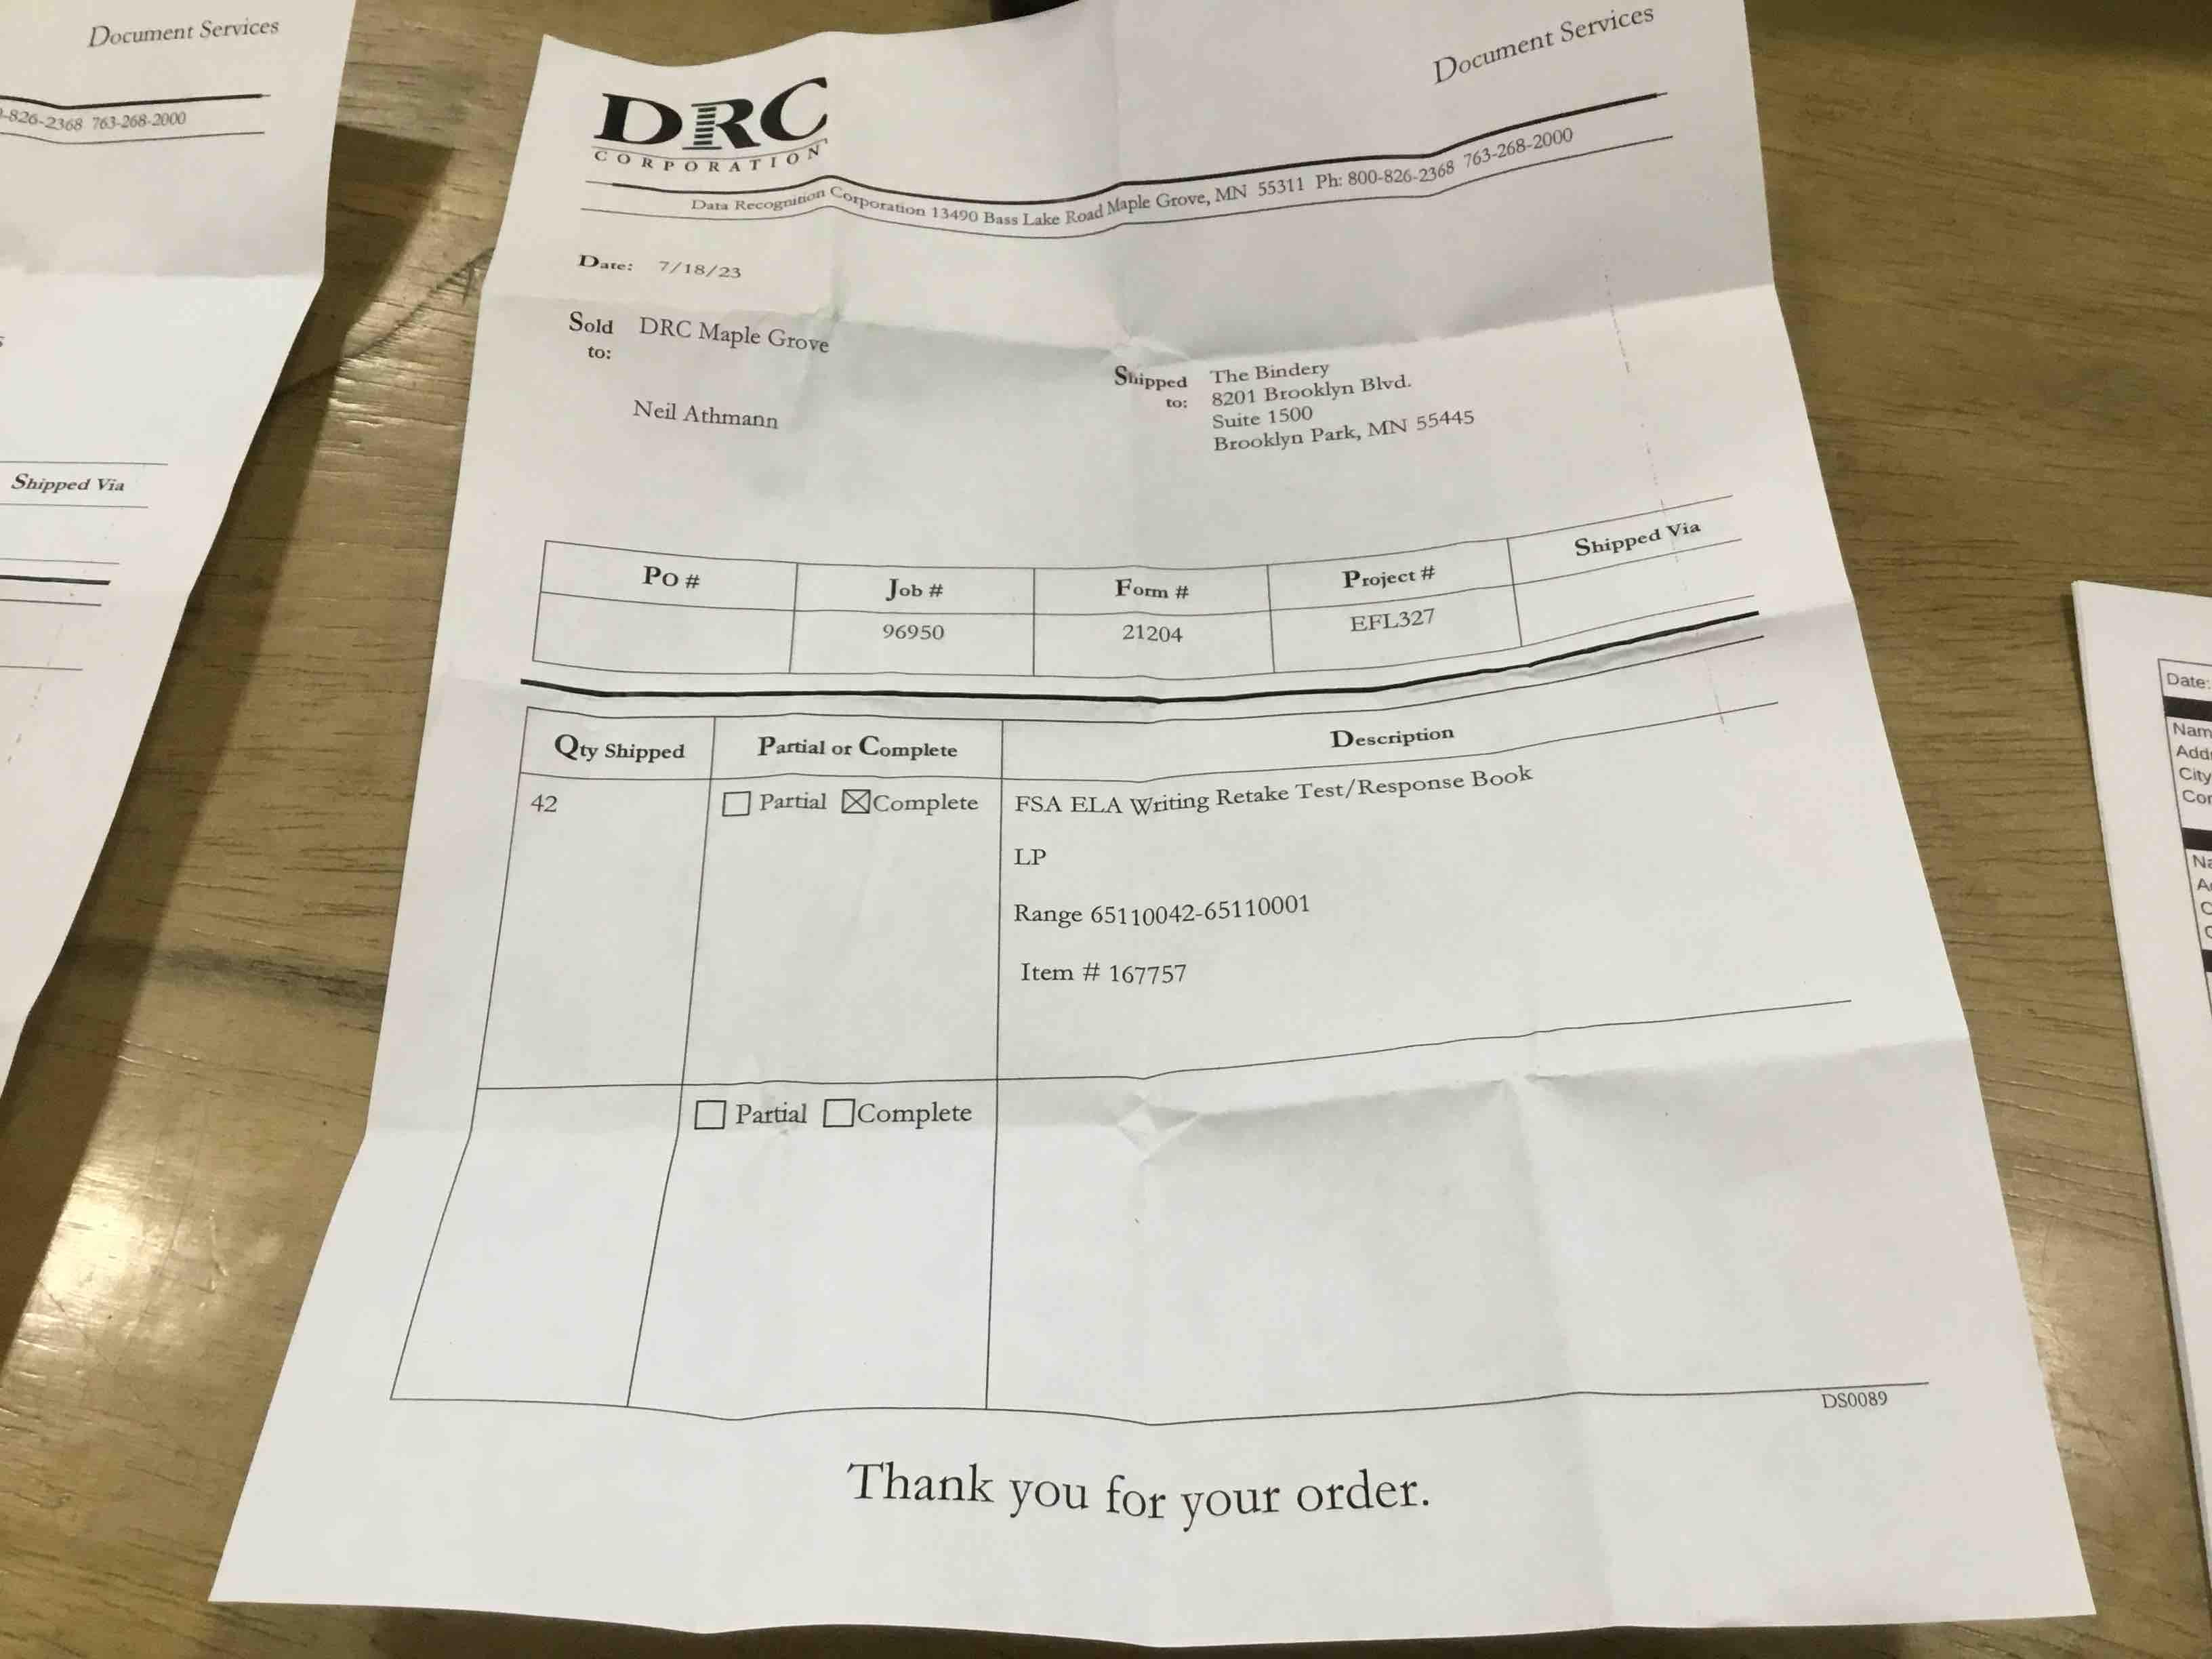 Document Services
-826-2368 763-268-2000
Shipped Via
DRC
CORPORATION
Document Services
Data Recognition Corporation 13490 Bass Lake Road Maple Grove, MN 55311 Ph: 800-826-2368 763-268-2000
Date: 7/18/23
Sold to: DRC Maple Grove
Neil Athmann
Shipped to: The Bindery
8201 Brooklyn Blvd.
Suite 1500
Brooklyn Park, MN 55445
PO # Job # Form # Project # Shipped Via
96950 21204 EFL327
Qty Shipped Partial or Complete Description
42 Partial Complete FSA ELA Writing Retake Test/Response Book
LP
Range 65110042-65110001
Item # 167757
Partial Complete
DS0089
Thank you for your order.
Date:
City